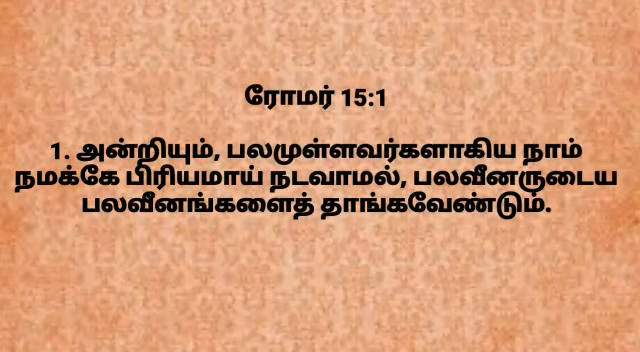 ரோமர் 15:1
1. அன்றியும், பலமுள்ளவர்களாகிய நாம்
நமக்கே பிரியமாய் நடவாமல், பலவீனருடைய
பலவீனங்களைத் தாங்கவேண்டும்.